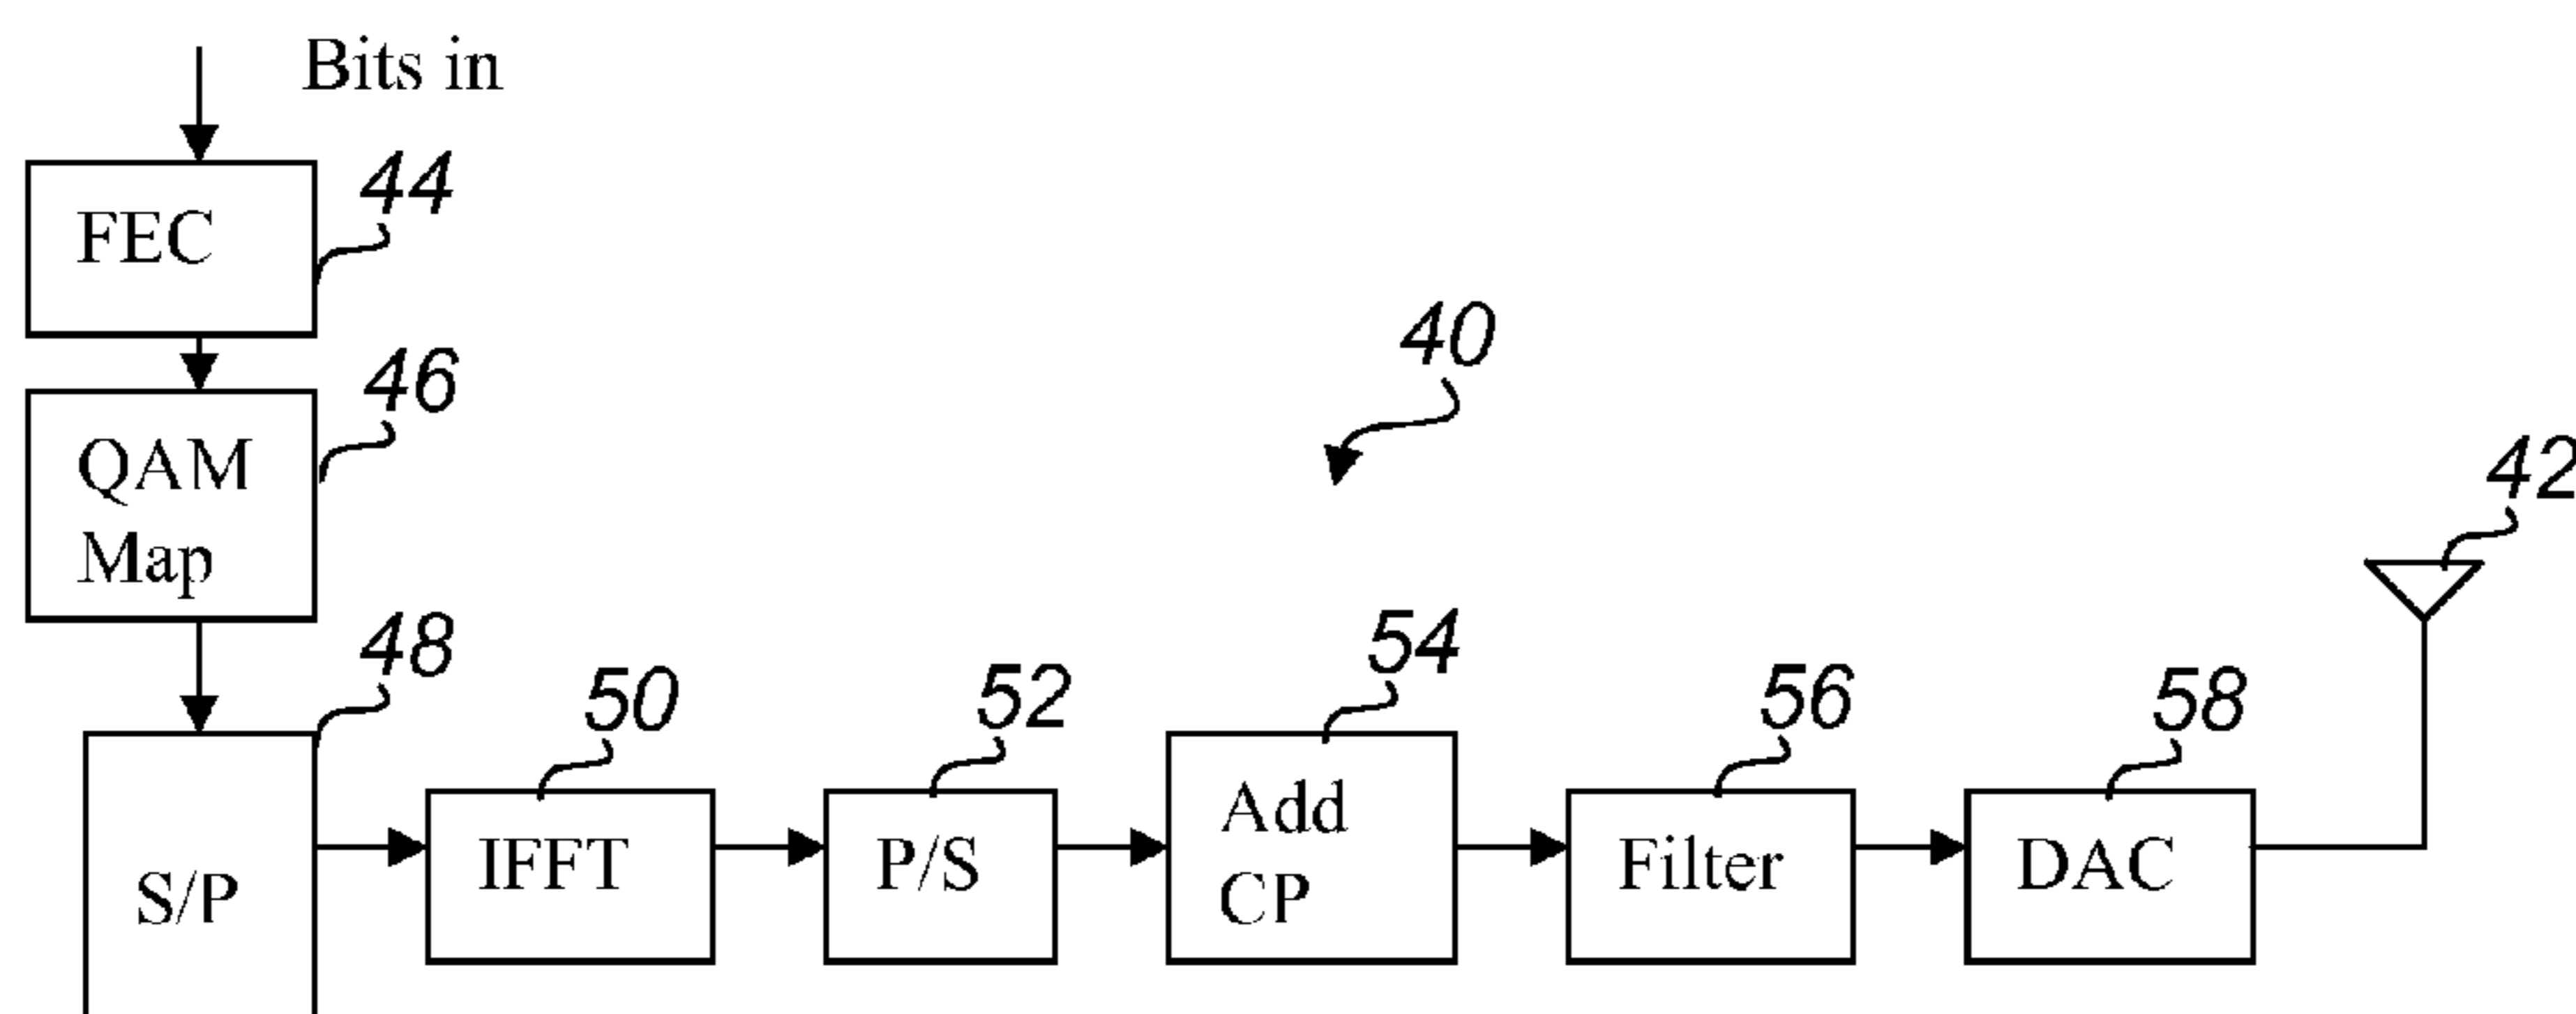 Bits in
FEC
44
QAM
Map
46
40
42
S/P
48
IFFT
50
P/S
52
Add
CP
54
Filter
56
DAC
58